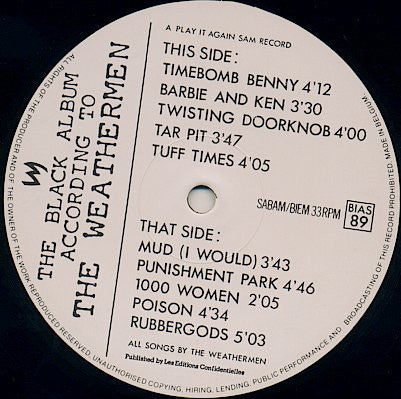 A PLAY IT AGAIN SAM RECORD
THIS SIDE:
TIMEBOMB BENNY 4'12
BARBIE AND KEN 3'30
TWISTING DOORKNOB 4'00
TAR PIT 3'47
TUFF TIMES 4'05
SABAM/BIEM 33RPM
BIAS
89
THAT SIDE:
MUD (I WOULD) 3'43
PUNISHMENT PARK 4'46
1000 WOMEN 2'05
POISON 4'34
RUBBERGODS 5'03
ALL SONGS BY THE WEATHERMEN
Published by Les Editions Confidentielles
THE BLACK ALBUM
ACCORDING TO
THE WEATHERMEN
ALL RIGHTS OF THE PRODUCER AND OF THE OWNER OF THE WORK REPRODUCED RESERVED. UNAUTHORISED COPYING, HIRING, LENDING, PUBLIC PERFORMANCE AND BROADCASTING OF THIS RECORD PROHIBITED. MADE IN BELGIUM.